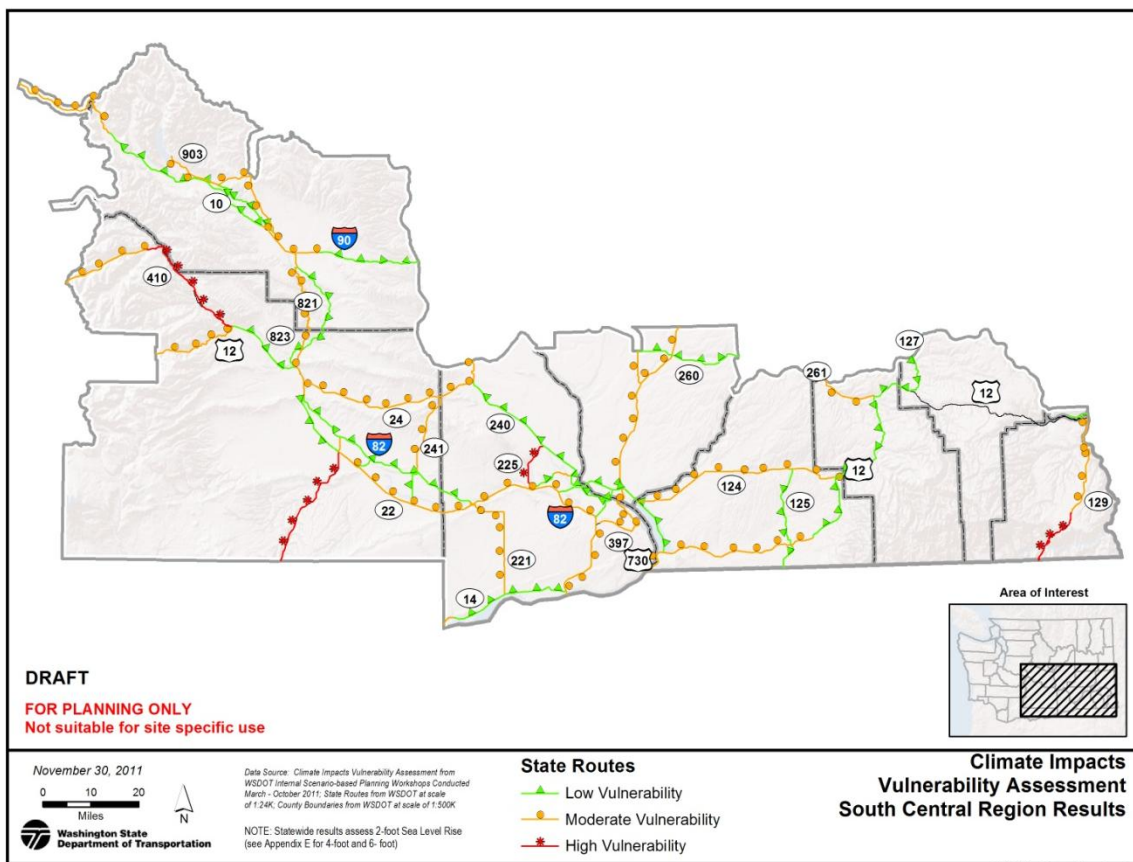 903
10
90
410
821
823
12
127
261
260
12
24
240
241
82
225
12
124
125
22
129
82
397
221
730
14
Area of Interest
DRAFT
FOR PLANNING ONLY
Not suitable for site specific use
November 30, 2011
0 10 20
Miles
N
Washington State
Department of Transportation
Data Source: Climate Impacts Vulnerability Assessment from
WSDOT Internal Scenario-based Planning Workshops Conducted
March - October 2011; State Routes from WSDOT at scale
of 1:24K; County Boundaries from WSDOT at scale of 1:500K
NOTE: Statewide results assess 2-foot Sea Level Rise
(see Appendix E for 4-foot and 6- foot)
State Routes
Low Vulnerability
Moderate Vulnerability
High Vulnerability
Climate Impacts
Vulnerability Assessment
South Central Region Results